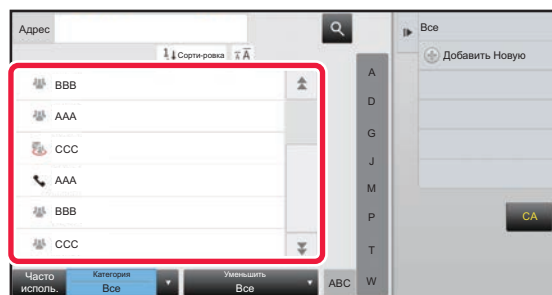 Адрес
Сорти-ровка
BBB
AAA
CCC
AAA
BBB
CCC
A
D
G
J
M
P
T
W
Часто
исполь.
Категория
Все
Уменьшить
Все
ABC
Все
Добавить Новую
CA